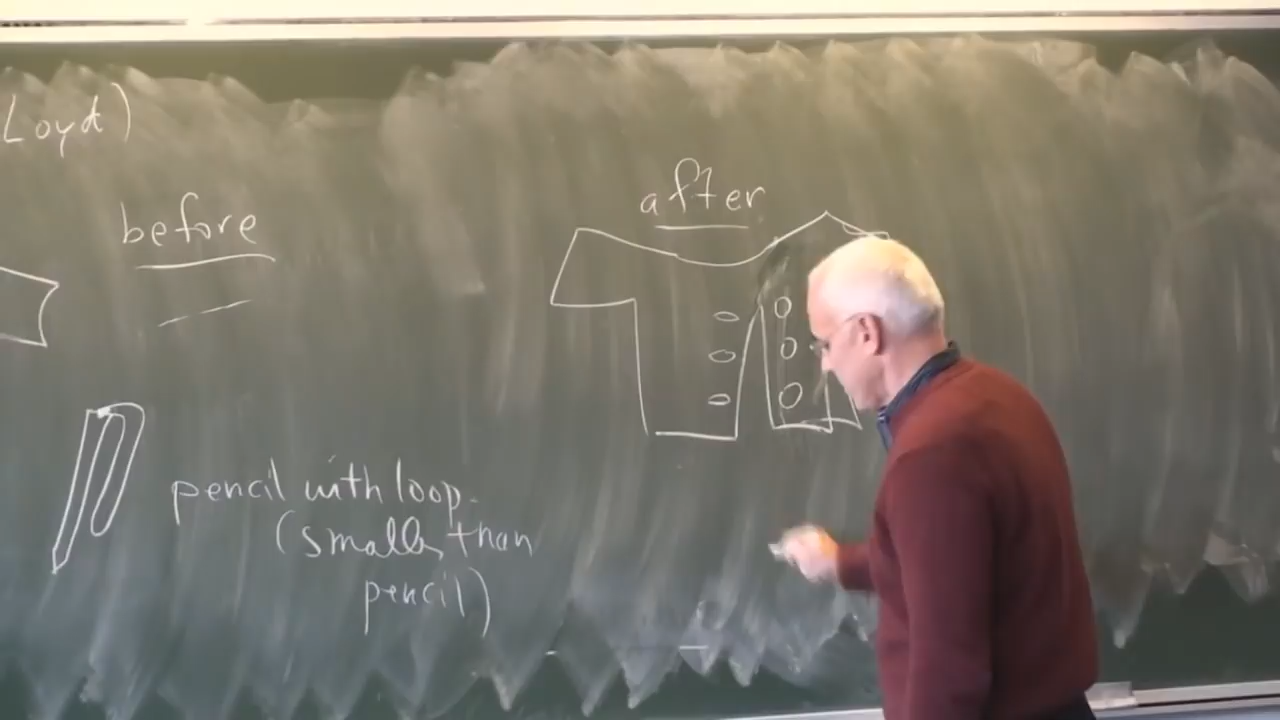 Loyd)
before
after
pencil with loop.
(smaller than
pencil)